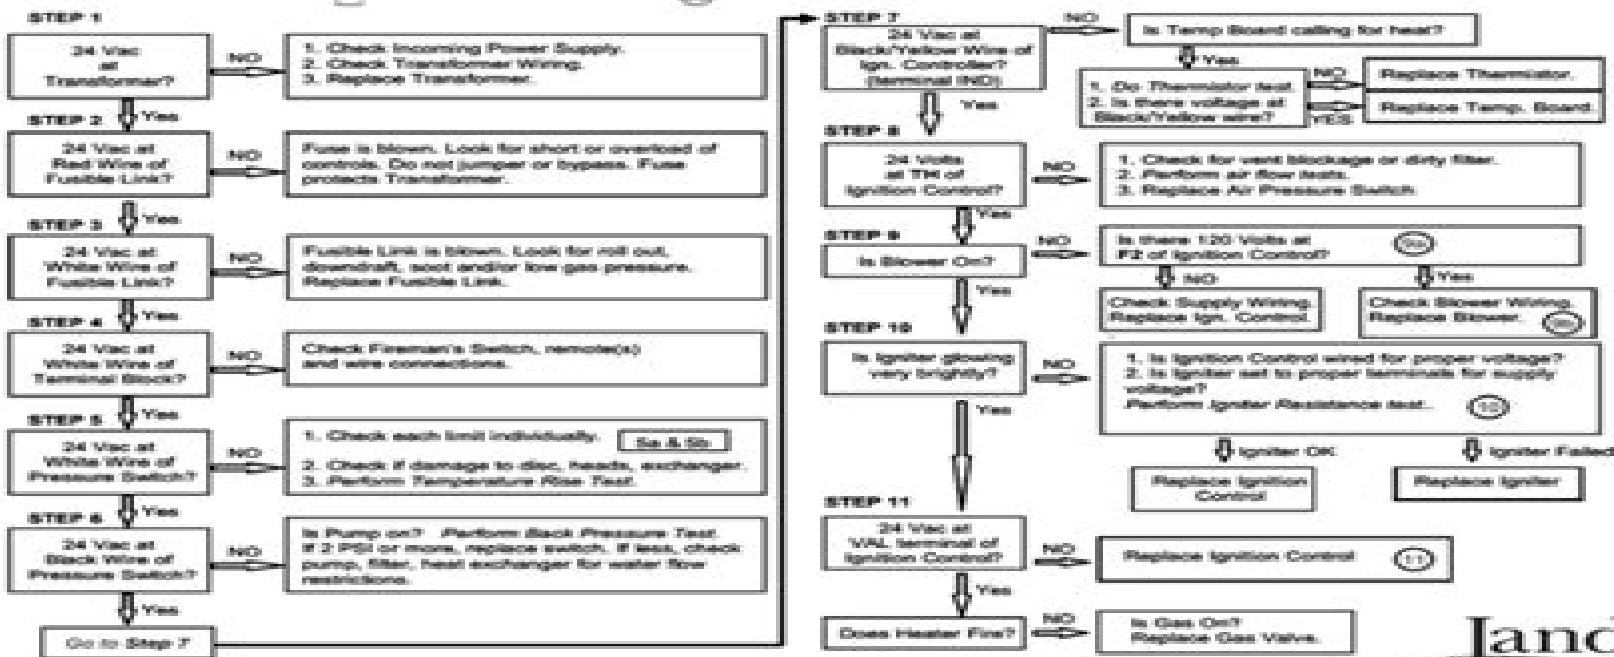 STEP 1
24 Vac
at
Transformer?
NO
1. Check Incoming Power Supply.
2. Check Transformer Wiring.
3. Replace Transformer.
Yes
STEP 2
24 Vac at
Red Wire of
Fusible Link?
NO
Fuse is blown. Look for short or overload of
controls. Do not jumper or bypass. Fuse
protects Transformer.
Yes
STEP 3
24 Vac at
White Wire of
Fusible Link?
NO
Fusible Link is blown. Look for roll out,
downdraft, soot and/or low gas pressure.
Replace Fusible Link.
Yes
STEP 4
24 Vac at
White Wire of
Terminal Block?
NO
Check Fireman's Switch, remote(s)
and wire connections.
Yes
STEP 5
24 Vac at
White Wire of
Pressure Switch?
NO
1. Check each limit individually.
5a & 5b
2. Check if damage to disc, heads, exchanger.
3. Perform Temperature Rise Test.
Yes
STEP 6
24 Vac at
Black Wire of
Pressure Switch?
NO
Is Pump on? Perform Back Pressure Test.
If 2 PSI or more, replace switch. If less, check
pump, filter, heat exchanger for water flow
restrictions.
Yes
Go to Step 7
STEP 7
24 Vac at
Black/Yellow Wire of
Ign. Controller?
(terminal IND)
NO
Is Temp Board calling for heat?
Yes
1. Do Thermistor test.
2. Is there voltage at
Black/Yellow wire?
NO
Replace Thermistor.
YES
Replace Temp. Board.
Yes
STEP 8
24 Volts
at TH of
Ignition Control?
NO
1. Check for vent blockage or dirty filter.
2. Perform air flow tests.
3. Replace Air Pressure Switch
Yes
STEP 9
Is Blower On?
NO
Is there 120 Volts at
F2 of Ignition Control?
9a
NO
Check Supply Wiring.
Replace Ign. Control.
Yes
Check Blower Wiring.
Replace Blower.
9b
Yes
STEP 10
Is Igniter glowing
very brightly?
NO
1. Is Ignition Control wired for proper voltage?
2. Is Igniter set to proper terminals for supply
voltage?
Perform Igniter Resistance test.
10
Igniter OK
Replace Ignition
Control
Igniter Failed
Replace Igniter
Yes
STEP 11
24 Vac at
VAL terminal of
Ignition Control?
NO
Replace Ignition Control
11
Yes
Does Heater Fire?
NO
Is Gas On?
Replace Gas Valve.
Janc